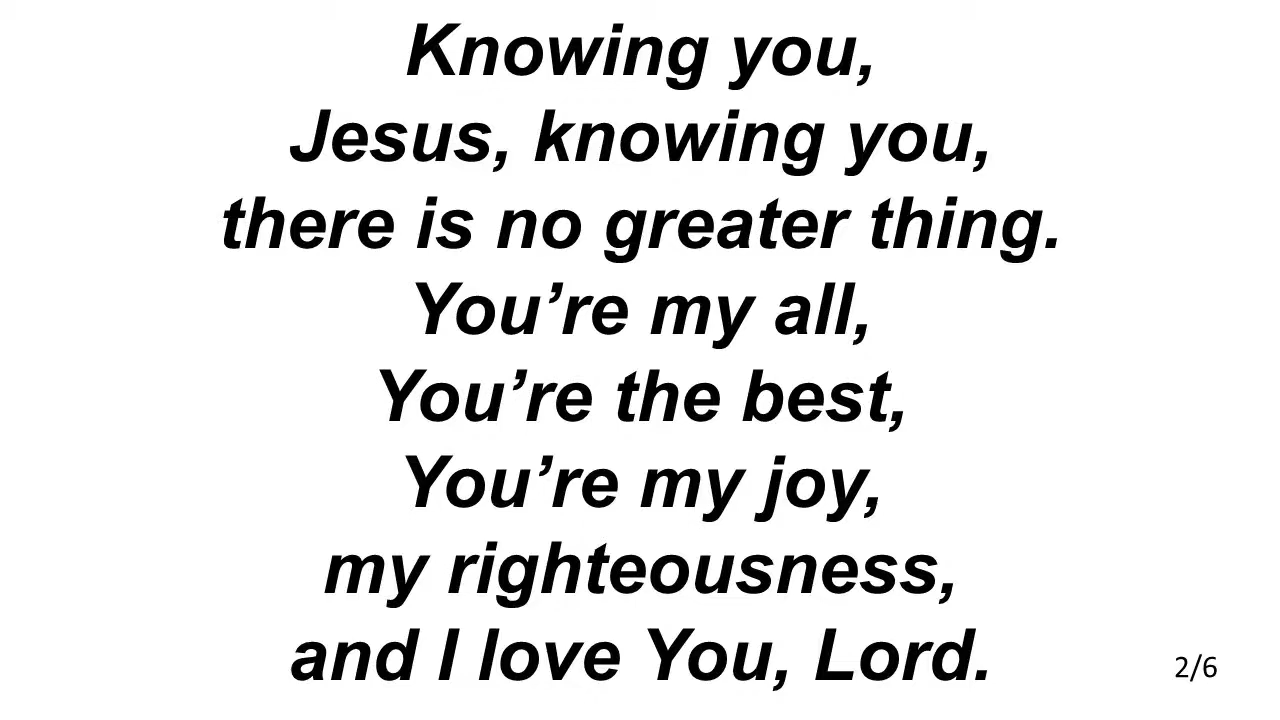 Knowing you,
Jesus, knowing you,
there is no greater thing.
You’re my all,
You’re the best,
You’re my joy,
my righteousness,
and I love You, Lord.
2/6